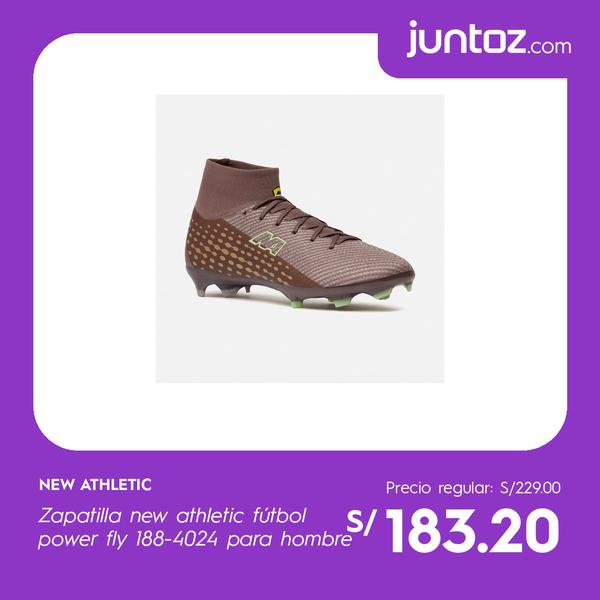 juntoz.com
NA
NEW ATHLETIC
Zapatilla new athletic fútbol
power fly 188-4024 para hombre
Precio regular: S/229.00
S/183.20